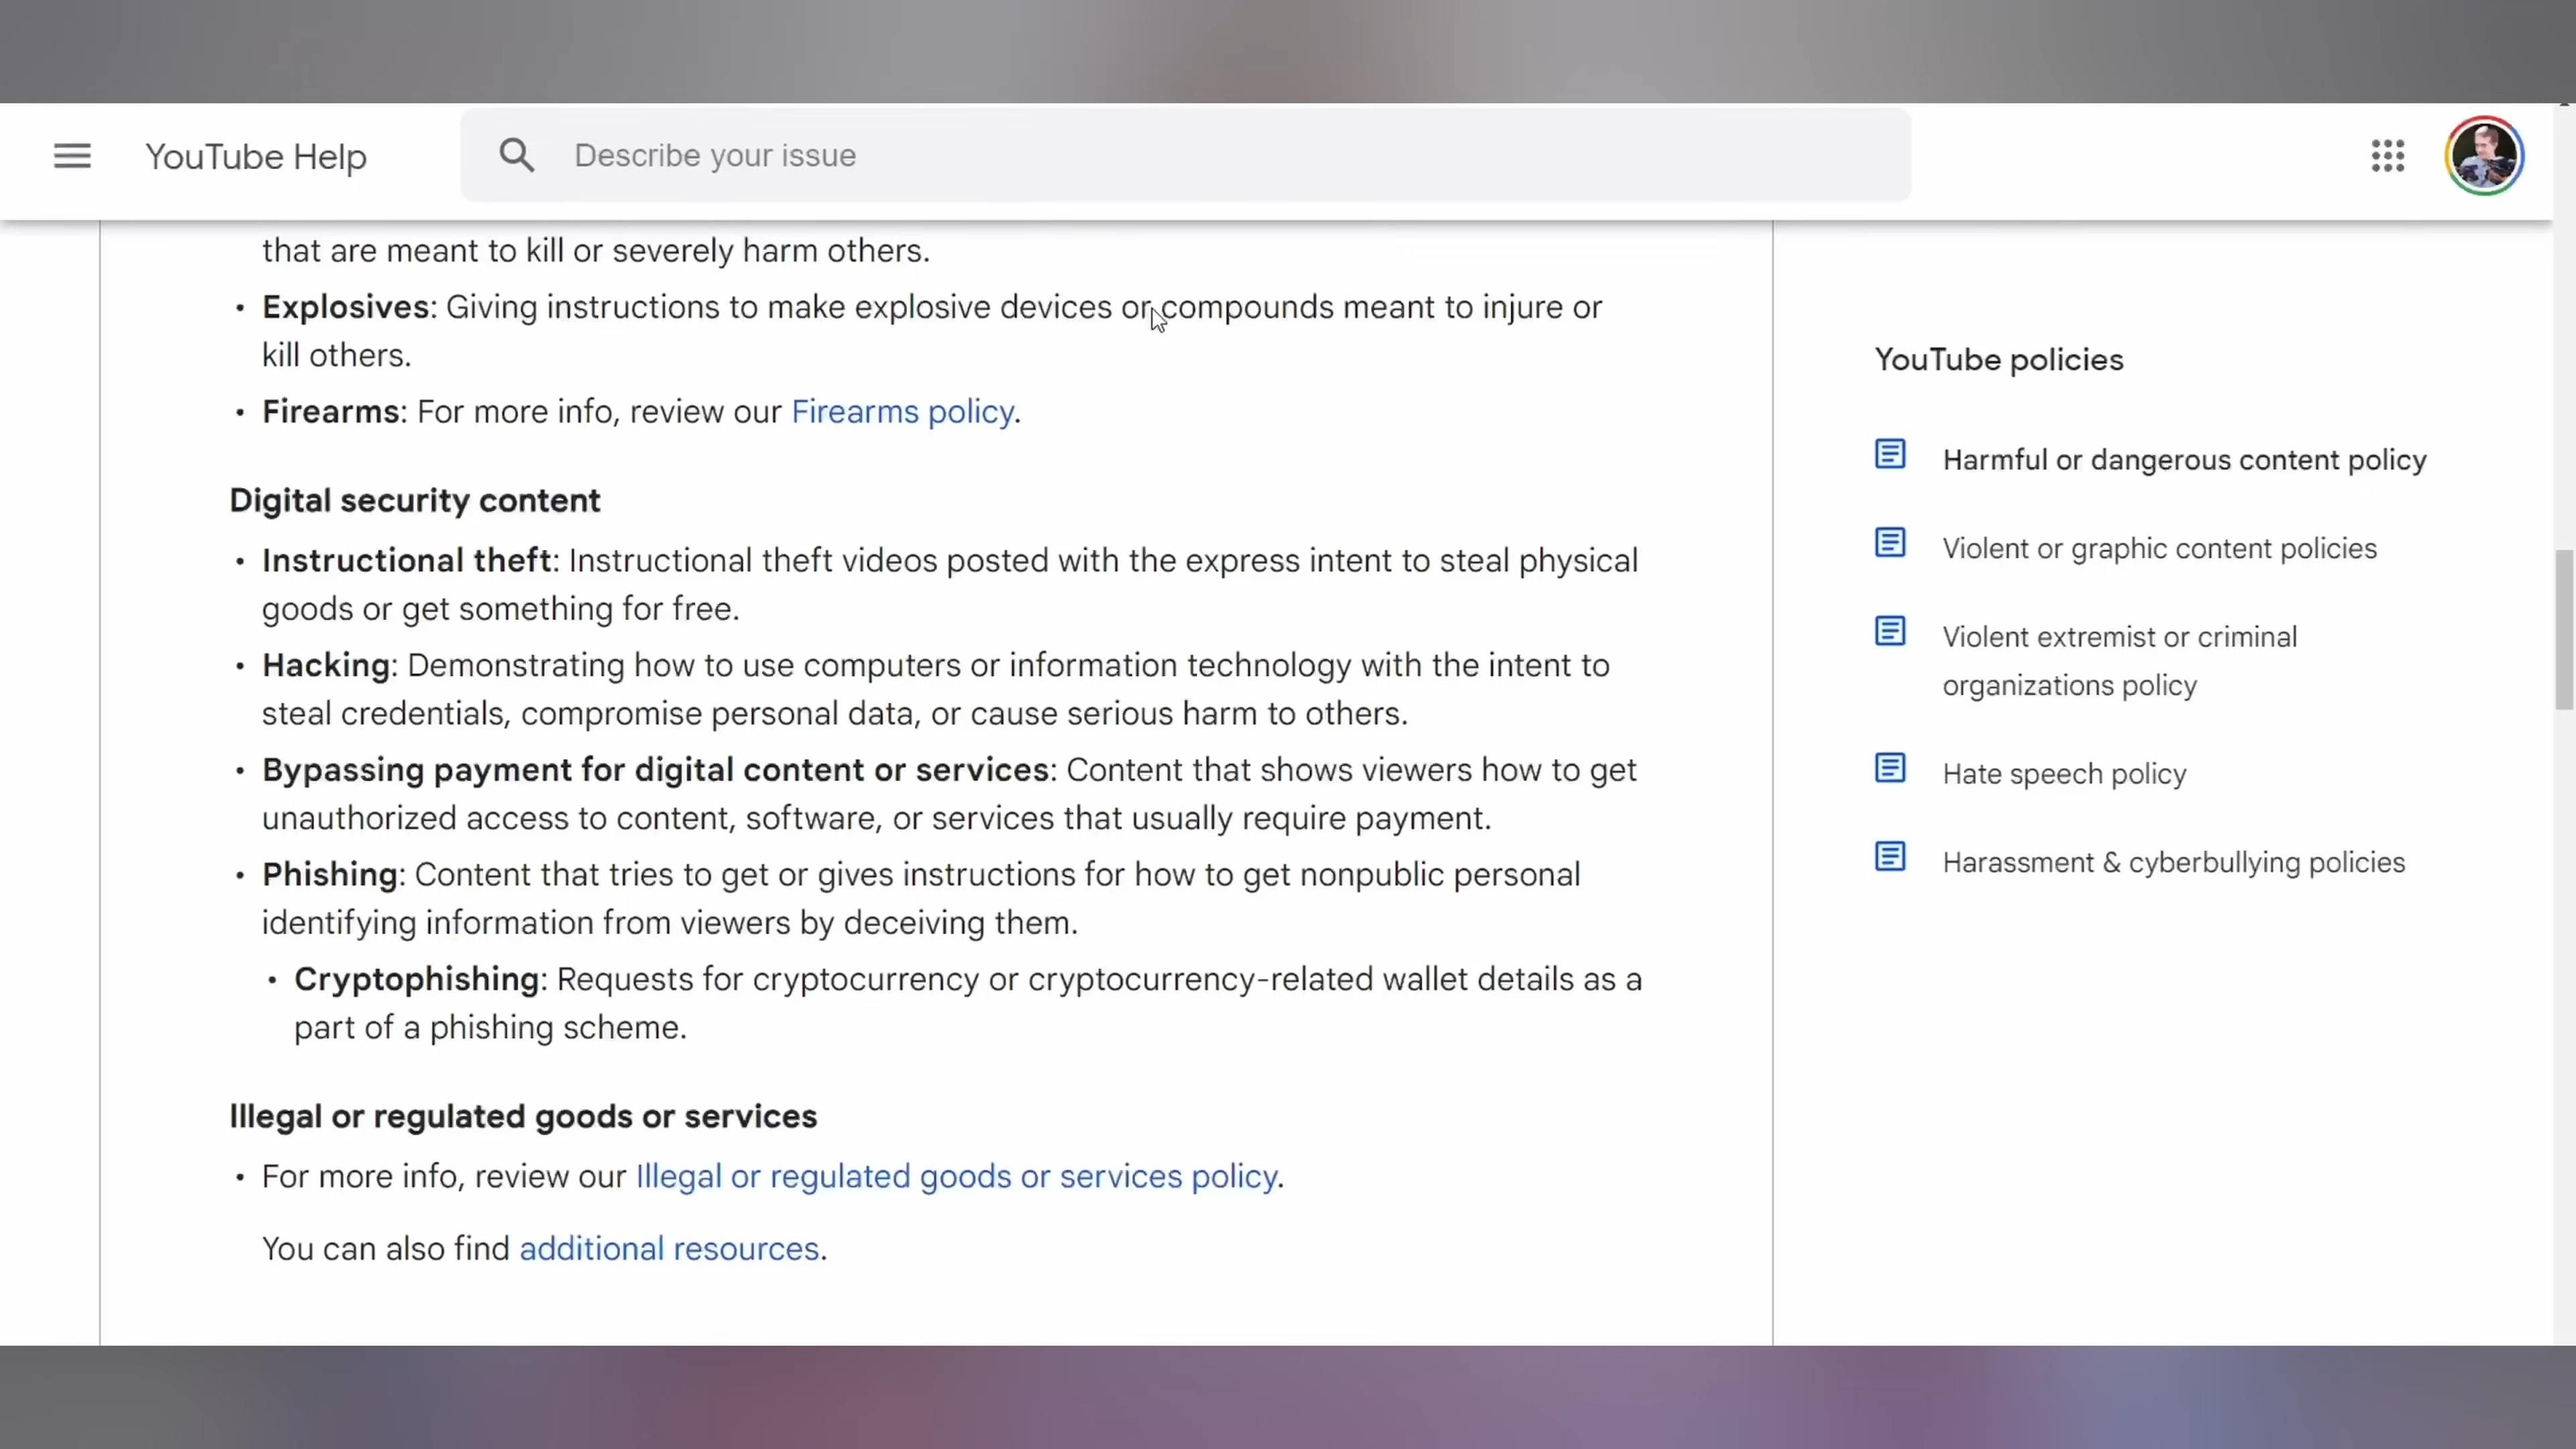 YouTube Help
Describe your issue
that are meant to kill or severely harm others.
• Explosives: Giving instructions to make explosive devices or compounds meant to injure or
kill others.
• Firearms: For more info, review our Firearms policy.
Digital security content
• Instructional theft: Instructional theft videos posted with the express intent to steal physical
goods or get something for free.
• Hacking: Demonstrating how to use computers or information technology with the intent to
steal credentials, compromise personal data, or cause serious harm to others.
• Bypassing payment for digital content or services: Content that shows viewers how to get
unauthorized access to content, software, or services that usually require payment.
• Phishing: Content that tries to get or gives instructions for how to get nonpublic personal
identifying information from viewers by deceiving them.
• Cryptophishing: Requests for cryptocurrency or cryptocurrency-related wallet details as a
part of a phishing scheme.
Illegal or regulated goods or services
• For more info, review our Illegal or regulated goods or services policy.
You can also find additional resources.
YouTube policies
Harmful or dangerous content policy
Violent or graphic content policies
Violent extremist or criminal
organizations policy
Hate speech policy
Harassment & cyberbullying policies